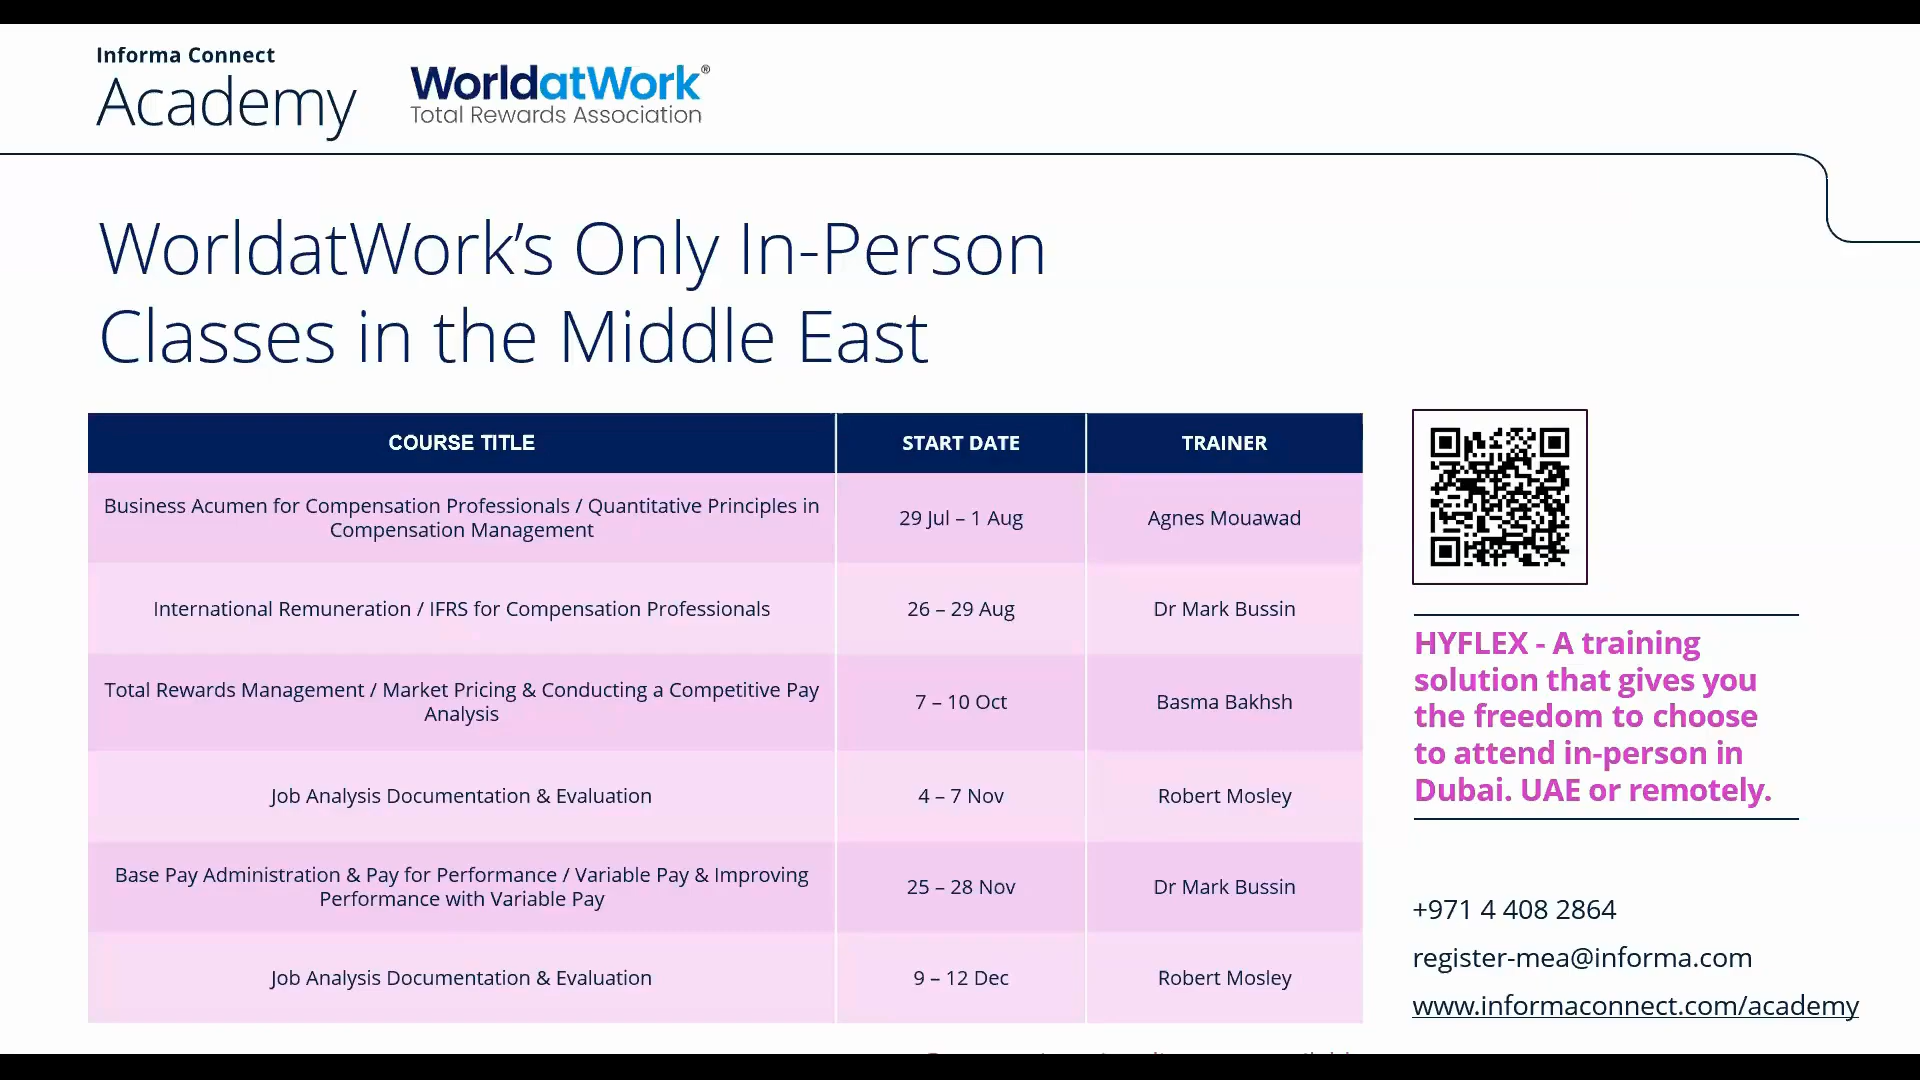 Informa Connect
Academy
WorldatWork®
Total Rewards Association
WorldatWork’s Only In-Person
Classes in the Middle East
COURSE TITLE START DATE TRAINER
Business Acumen for Compensation Professionals / Quantitative Principles in
Compensation Management
29 Jul – 1 Aug
Agnes Mouawad
International Remuneration / IFRS for Compensation Professionals
26 – 29 Aug
Dr Mark Bussin
Total Rewards Management / Market Pricing & Conducting a Competitive Pay
Analysis
7 – 10 Oct
Basma Bakhsh
Job Analysis Documentation & Evaluation
4 – 7 Nov
Robert Mosley
Base Pay Administration & Pay for Performance / Variable Pay & Improving
Performance with Variable Pay
25 – 28 Nov
Dr Mark Bussin
Job Analysis Documentation & Evaluation
9 – 12 Dec
Robert Mosley
HYFLEX - A training
solution that gives you
the freedom to choose
to attend in-person in
Dubai. UAE or remotely.
+971 4 408 2864
register-mea@informa.com
www.informaconnect.com/academy